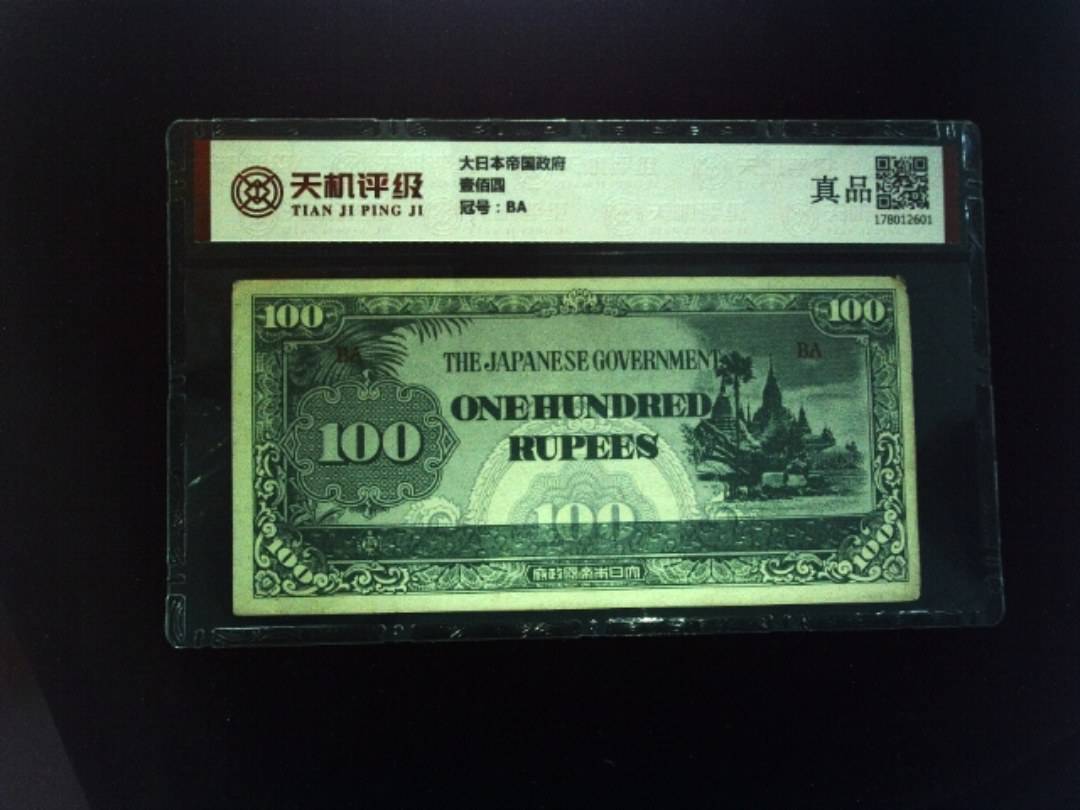 天机评级
TIAN JI PING JI
大日本帝国政府
壹佰圆
冠号：BA
真品
178012601
100
100
BA
BA
THE JAPANESE GOVERNMENT
ONE HUNDRED
RUPEES
100
100
100
100
府政國帝本日大